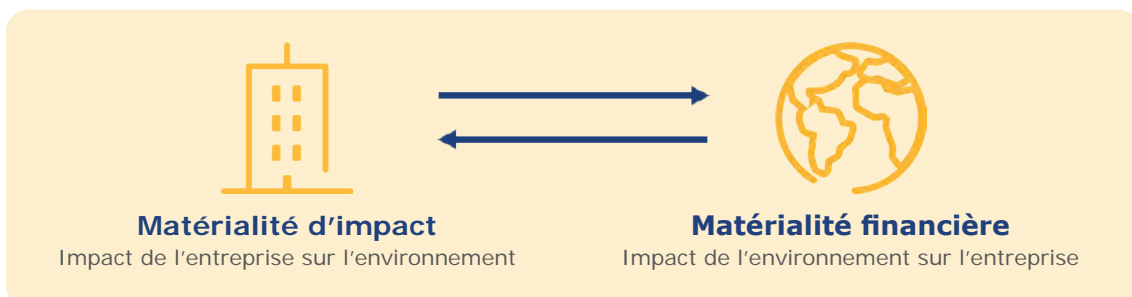 Matérialité d’impact
Impact de l’entreprise sur l’environnement
Matérialité financière
Impact de l’environnement sur l’entreprise